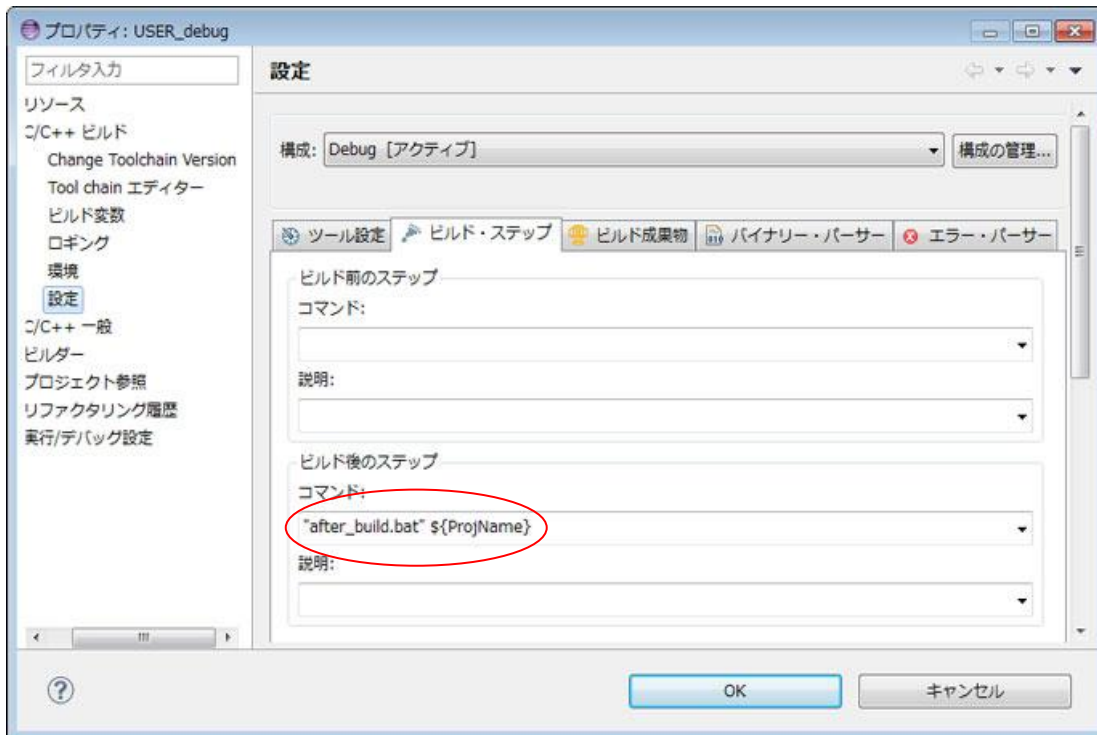 プロパティ: USER_debug
フィルタ入力
設定
リソース
C/C++ ビルド
Change Toolchain Version
Tool chain エディター
ビルド変数
ロギング
環境
設定
C/C++ 一般
ビルダー
プロジェクト参照
リファクタリング履歴
実行/デバッグ設定
構成: Debug [アクティブ]
構成の管理...
ツール設定
ビルド・ステップ
ビルド成果物
バイナリー・パーサー
エラー・パーサー
ビルド前のステップ
コマンド:
説明:
ビルド後のステップ
コマンド:
"after_build.bat" ${ProjName}
説明:
OK
キャンセル